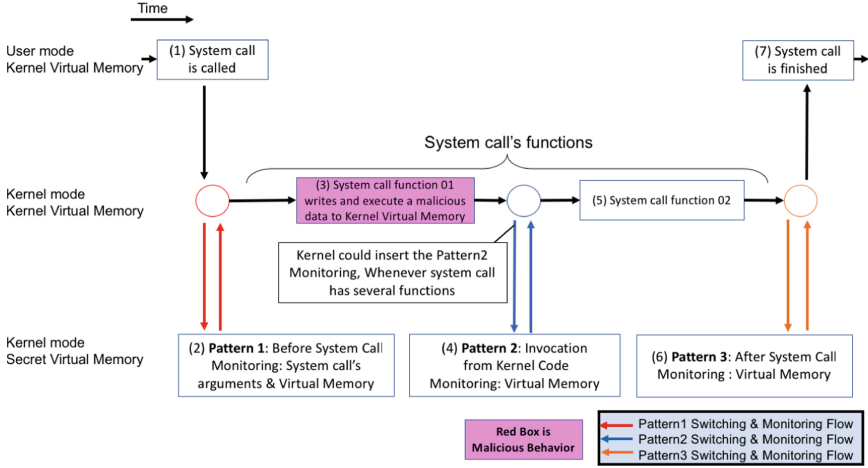 Time
User mode
Kernel Virtual Memory
(1) System call
is called
(7) System call
is finished
System call's functions
Kernel mode
Kernel Virtual Memory
(3) System call function 01
writes and execute a malicious
data to Kernel Virtual Memory
(5) System call function 02
Kernel could insert the Pattern2
Monitoring, Whenever system call
has several functions
Kernel mode
Secret Virtual Memory
(2) Pattern 1: Before System Call
Monitoring: System call's
arguments & Virtual Memory
(4) Pattern 2: Invocation
from Kernel Code
Monitoring: Virtual Memory
(6) Pattern 3: After System Call
Monitoring : Virtual Memory
Red Box is
Malicious Behavior
Pattern1 Switching & Monitoring Flow
Pattern2 Switching & Monitoring Flow
Pattern3 Switching & Monitoring Flow